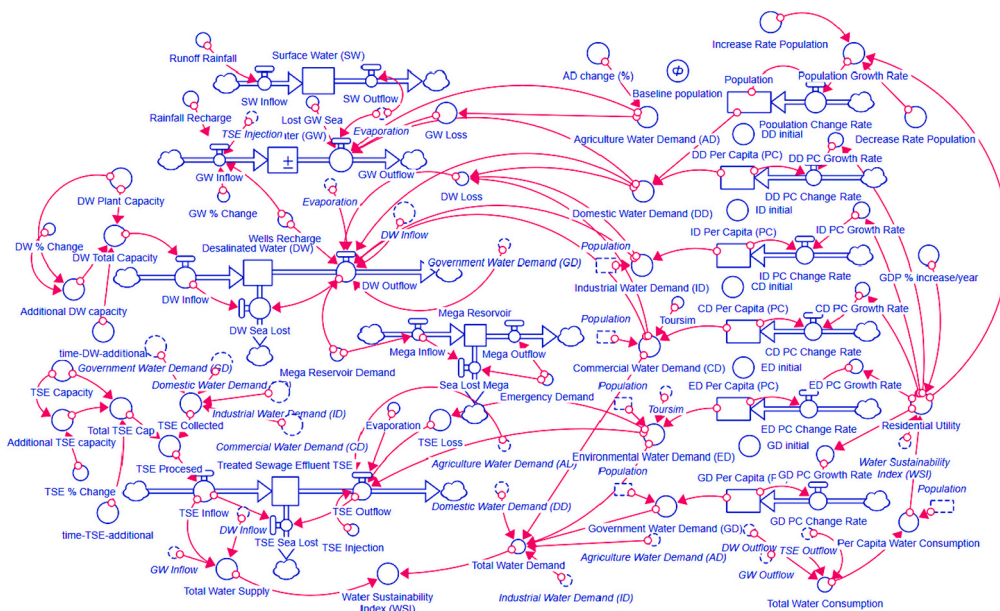 Increase Rate Population
Runoff Rainfall
Surface Water (SW)
AD change (%)
Baseline population
Population
Population Growth Rate
SW Inflow
SW Outflow
Rainfall Recharge
Lost GW Sea
TSE Injection
ter (GW)
Evaporation
GW Loss
Agriculture Water Demand (AD)
Population Change Rate
DD initial
Decrease Rate Population
GW Inflow
GW Outflow
DD Per Capita (PC)
DD PC Growth Rate
DW Plant Capacity
GW % Change
Evaporation
DW Loss
Domestic Water Demand (DD)
DD PC Change Rate
ID initial
DW % Change
DW Total Capacity
Wells Recharge
Desalinated Water (DW)
DW Inflow
Population
ID Per Capita (PC)
ID PC Growth Rate
Government Water Demand (GD)
Industrial Water Demand (ID)
ID PC Change Rate
CD initial
GDP % increase/year
Additional DW capacity
DW Inflow
DW Outflow
Population
Toursim
CD Per Capita (PC)
CD PC Growth Rate
DW Sea Lost
Mega Reservoir
Mega Inflow
Mega Outflow
Commercial Water Demand (CD)
CD PC Change Rate
ED initial
time-DW-additional
Government Water Demand (GD)
Mega Reservoir Demand
Sea Lost Mega
Emergency Demand
Population
Toursim
ED Per Capita (PC)
ED PC Growth Rate
TSE Capacity
Domestic Water Demand
Industrial Water Demand (ID)
Additional TSE capacity
Total TSE Cap
TSE Collected
Commercial Water Demand (CD)
Evaporation
TSE Loss
Environmental Water Demand (ED)
ED PC Change Rate
GD initial
Residential Utility
TSE Procesed
Treated Sewage Effluent TSE
Agriculture Water Demand (AD)
Population
GD Per Capita (P
GD PC Growth Rate
Water Sustainability
Index (WSI)
TSE % Change
TSE Inflow
TSE Outflow
Domestic Water Demand (DD)
Population
time-TSE-additional
DW Inflow
TSE Sea Lost
TSE Injection
Government Water Demand (GD)
GD PC Change Rate
Per Capita Water Consumption
GW Inflow
Total Water Supply
Water Sustainability
Index (WSI)
Total Water Demand
Agriculture Water Demand (AD)
Industrial Water Demand (ID)
DW Outflow
TSE Outflow
GW Outflow
Total Water Consumption